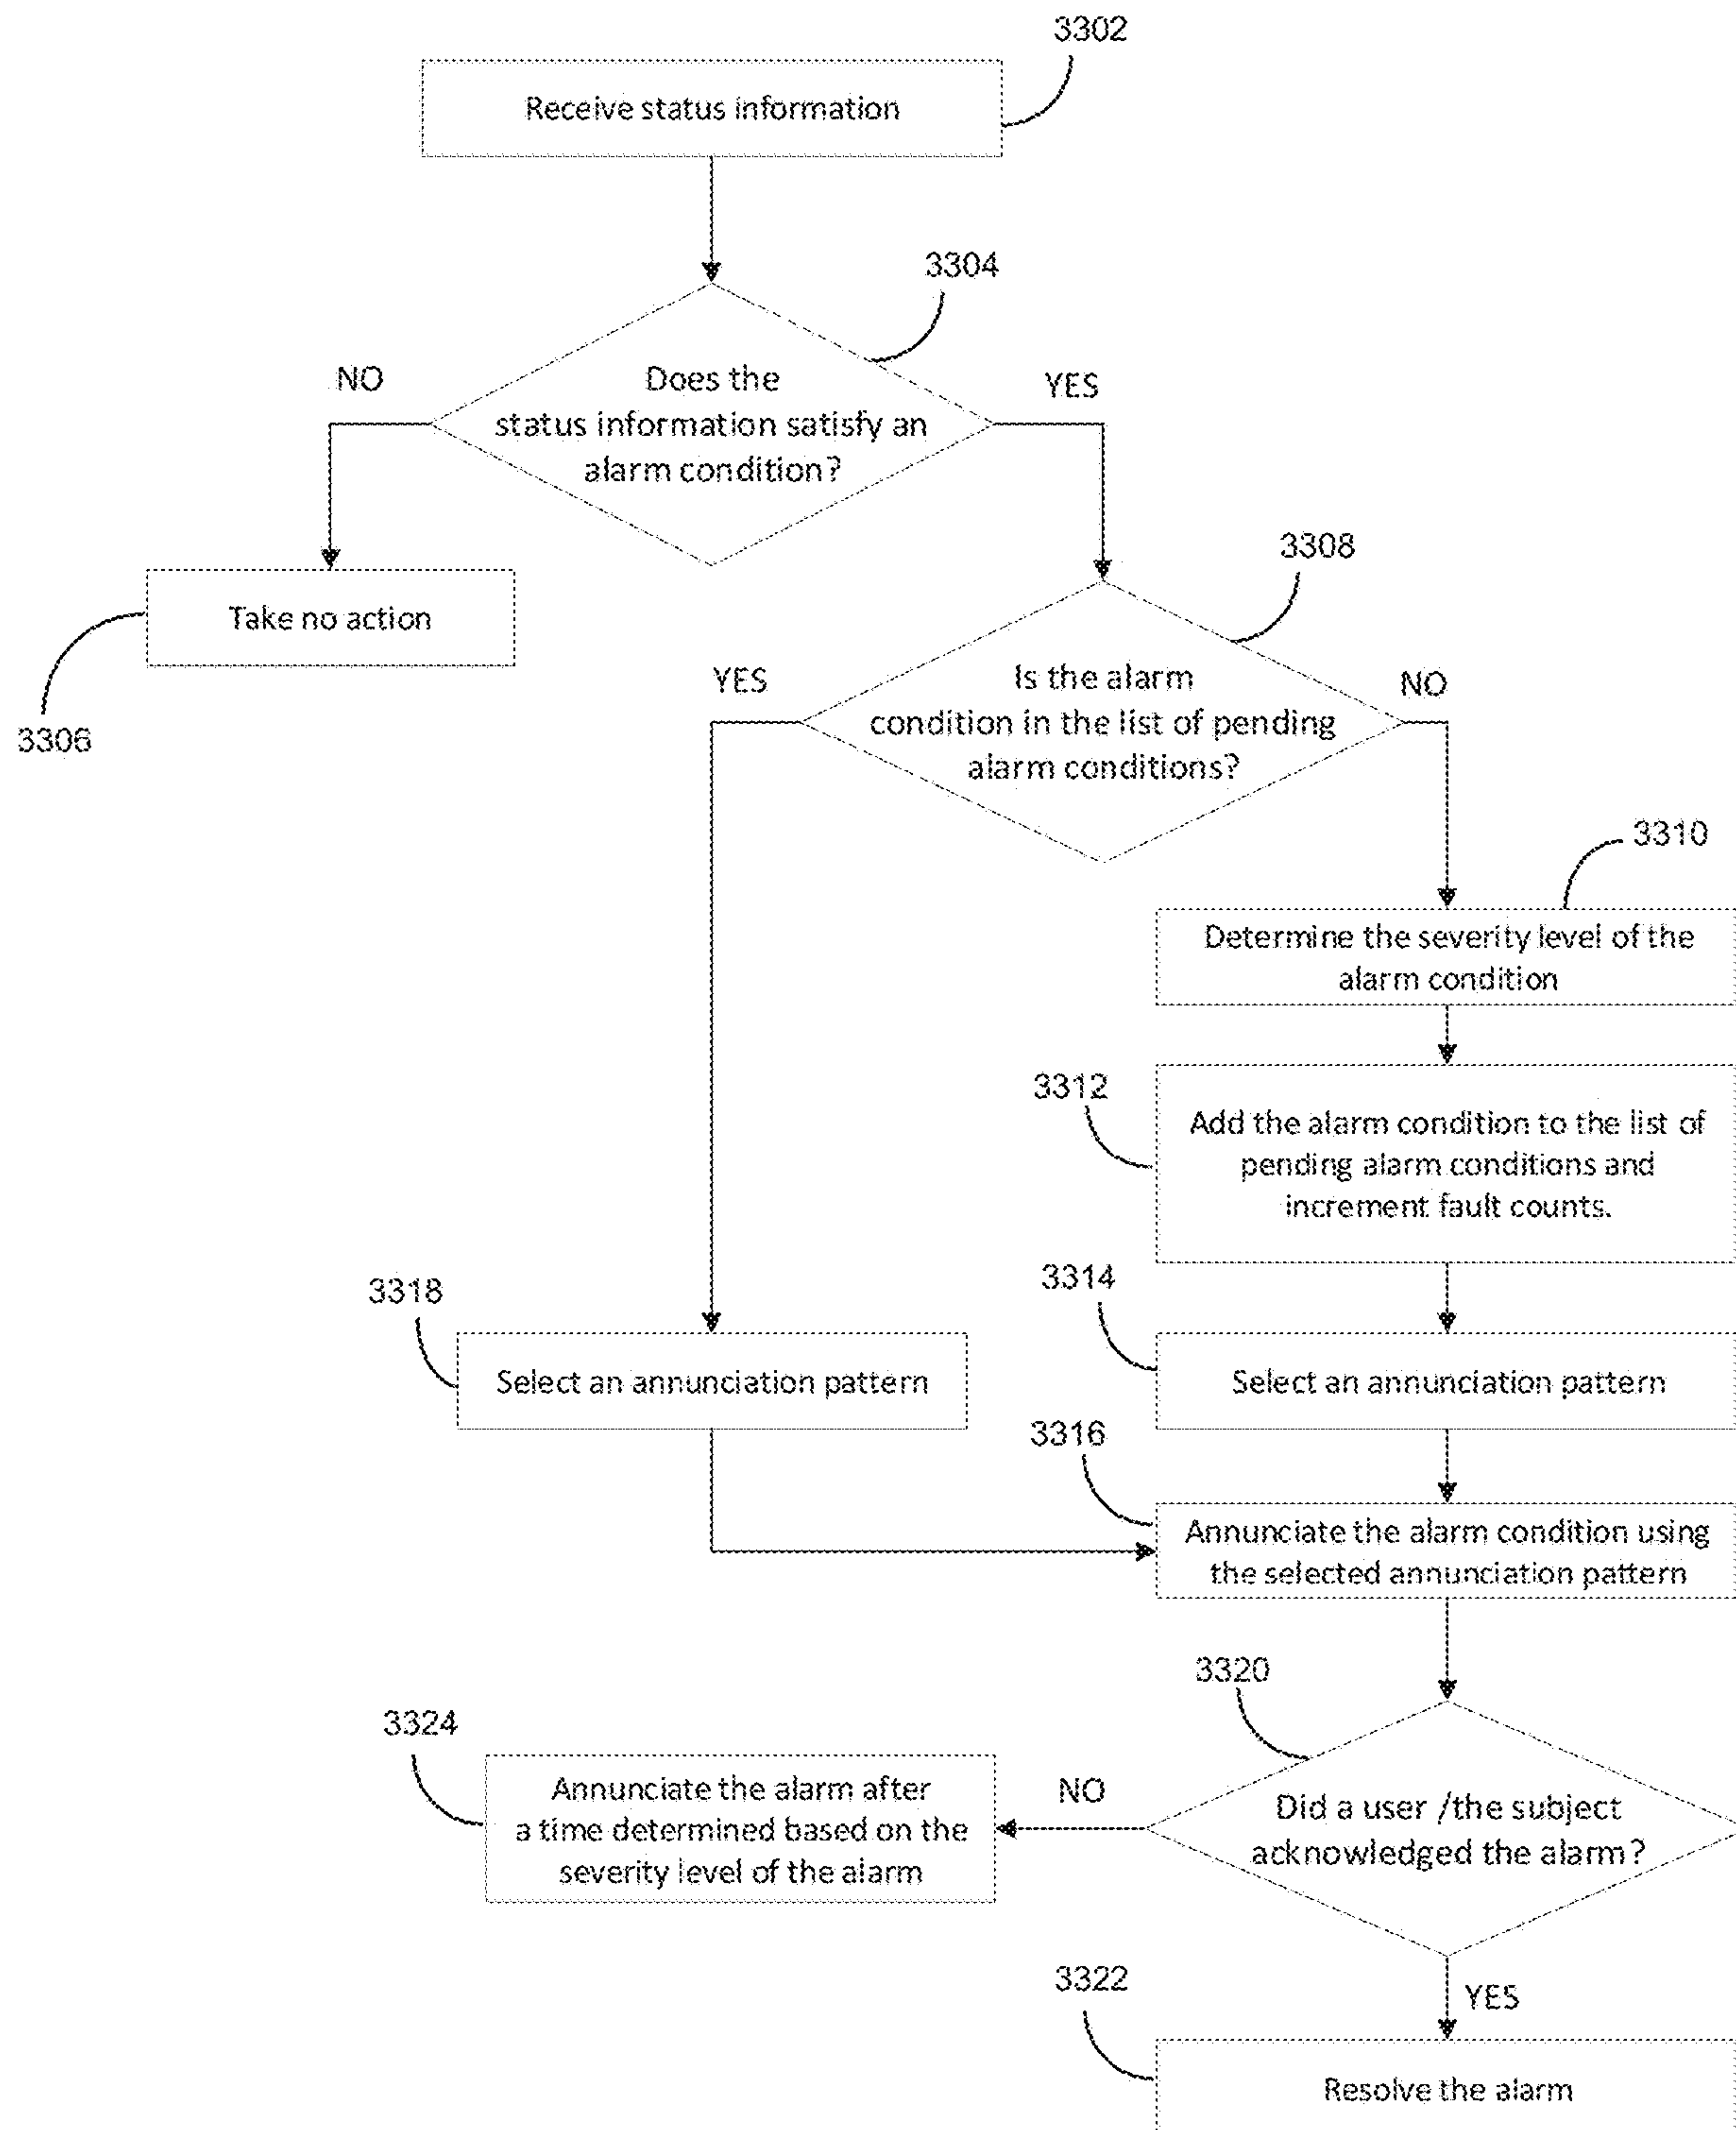 3302
Receive status information
3304
NO
YES
Does the
status information satisfy an
alarm condition?
3308
Take no action
3306
YES
NO
Is the alarm
condition in the list of pending
alarm conditions?
3310
Determine the severity level of the
alarm condition
3312
Add the alarm condition to the list of
pending alarm conditions and
increment fault counts.
3318
3314
Select an annunciation pattern
Select an annunciation pattern
3316
Annunciate the alarm condition using
the selected annunciation pattern
3320
3324
Annunciate the alarm after
a time determined based on the
severity level of the alarm
NO
Did a user /the subject
acknowledged the alarm?
3322
YES
Resolve the alarm